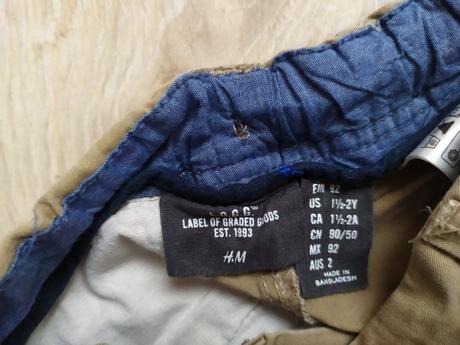 L.O.G.G.®
LABEL OF GRADED GOODS
EST. 1993
H.M
EUR 92
US 1½-2Y
CA 1½-2A
CN 90/50
MX 92
AUS 2
MADE IN
BANGLADESH